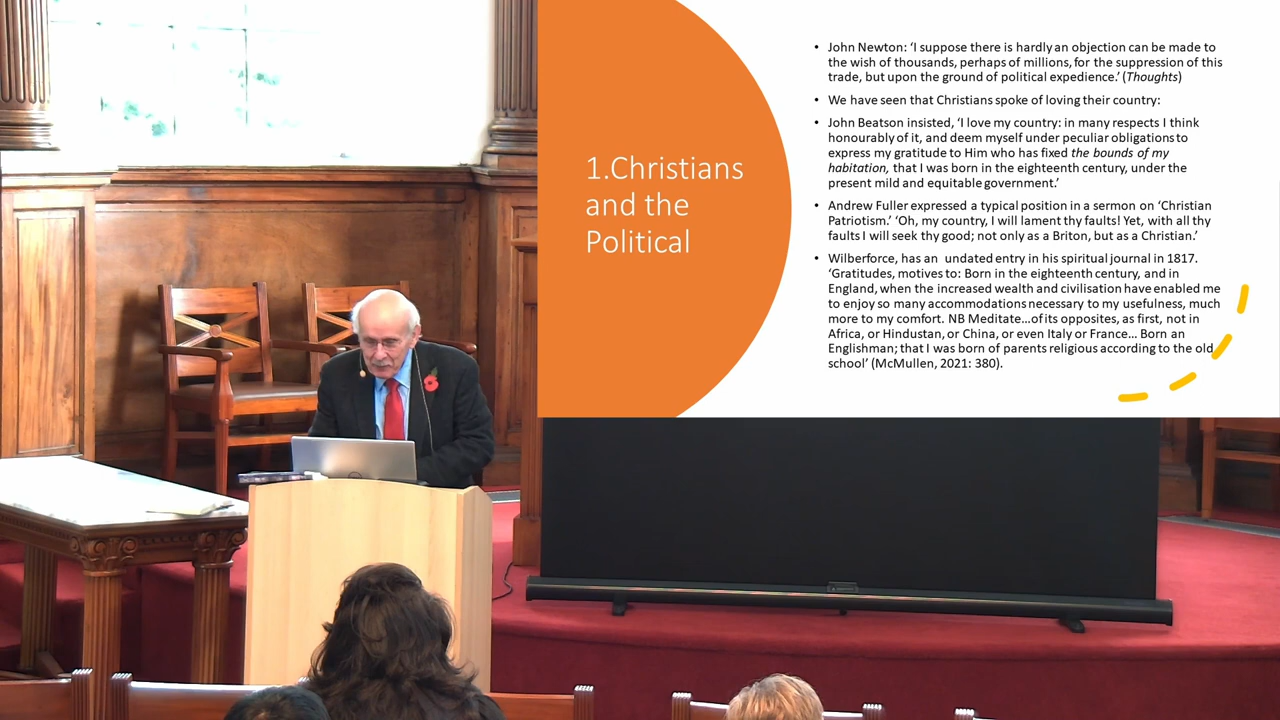 1.Christians
and the
Political
• John Newton: ‘I suppose there is hardly an objection can be made to
the wish of thousands, perhaps of millions, for the suppression of this
trade, but upon the ground of political expedience.’ (Thoughts)
• We have seen that Christians spoke of loving their country:
• John Beatson insisted, ‘I love my country: in many respects I think
honourably of it, and deem myself under peculiar obligations to
express my gratitude to Him who has fixed the bounds of my
habitation, that I was born in the eighteenth century, under the
present mild and equitable government.’
• Andrew Fuller expressed a typical position in a sermon on ‘Christian
Patriotism.’ ‘Oh, my country, I will lament thy faults! Yet, with all thy
faults I will seek thy good; not only as a Briton, but as a Christian.’
• Wilberforce, has an undated entry in his spiritual journal in 1817.
‘Gratitudes, motives to: Born in the eighteenth century, and in
England, when the increased wealth and civilisation have enabled me
to enjoy so many accommodations necessary to my usefulness, much
more to my comfort. NB Meditate…of its opposites, as first, not in
Africa, or Hindustan, or China, or even Italy or France… Born an
Englishman; that I was born of parents religious according to the old
school’ (McMullen, 2021: 380).